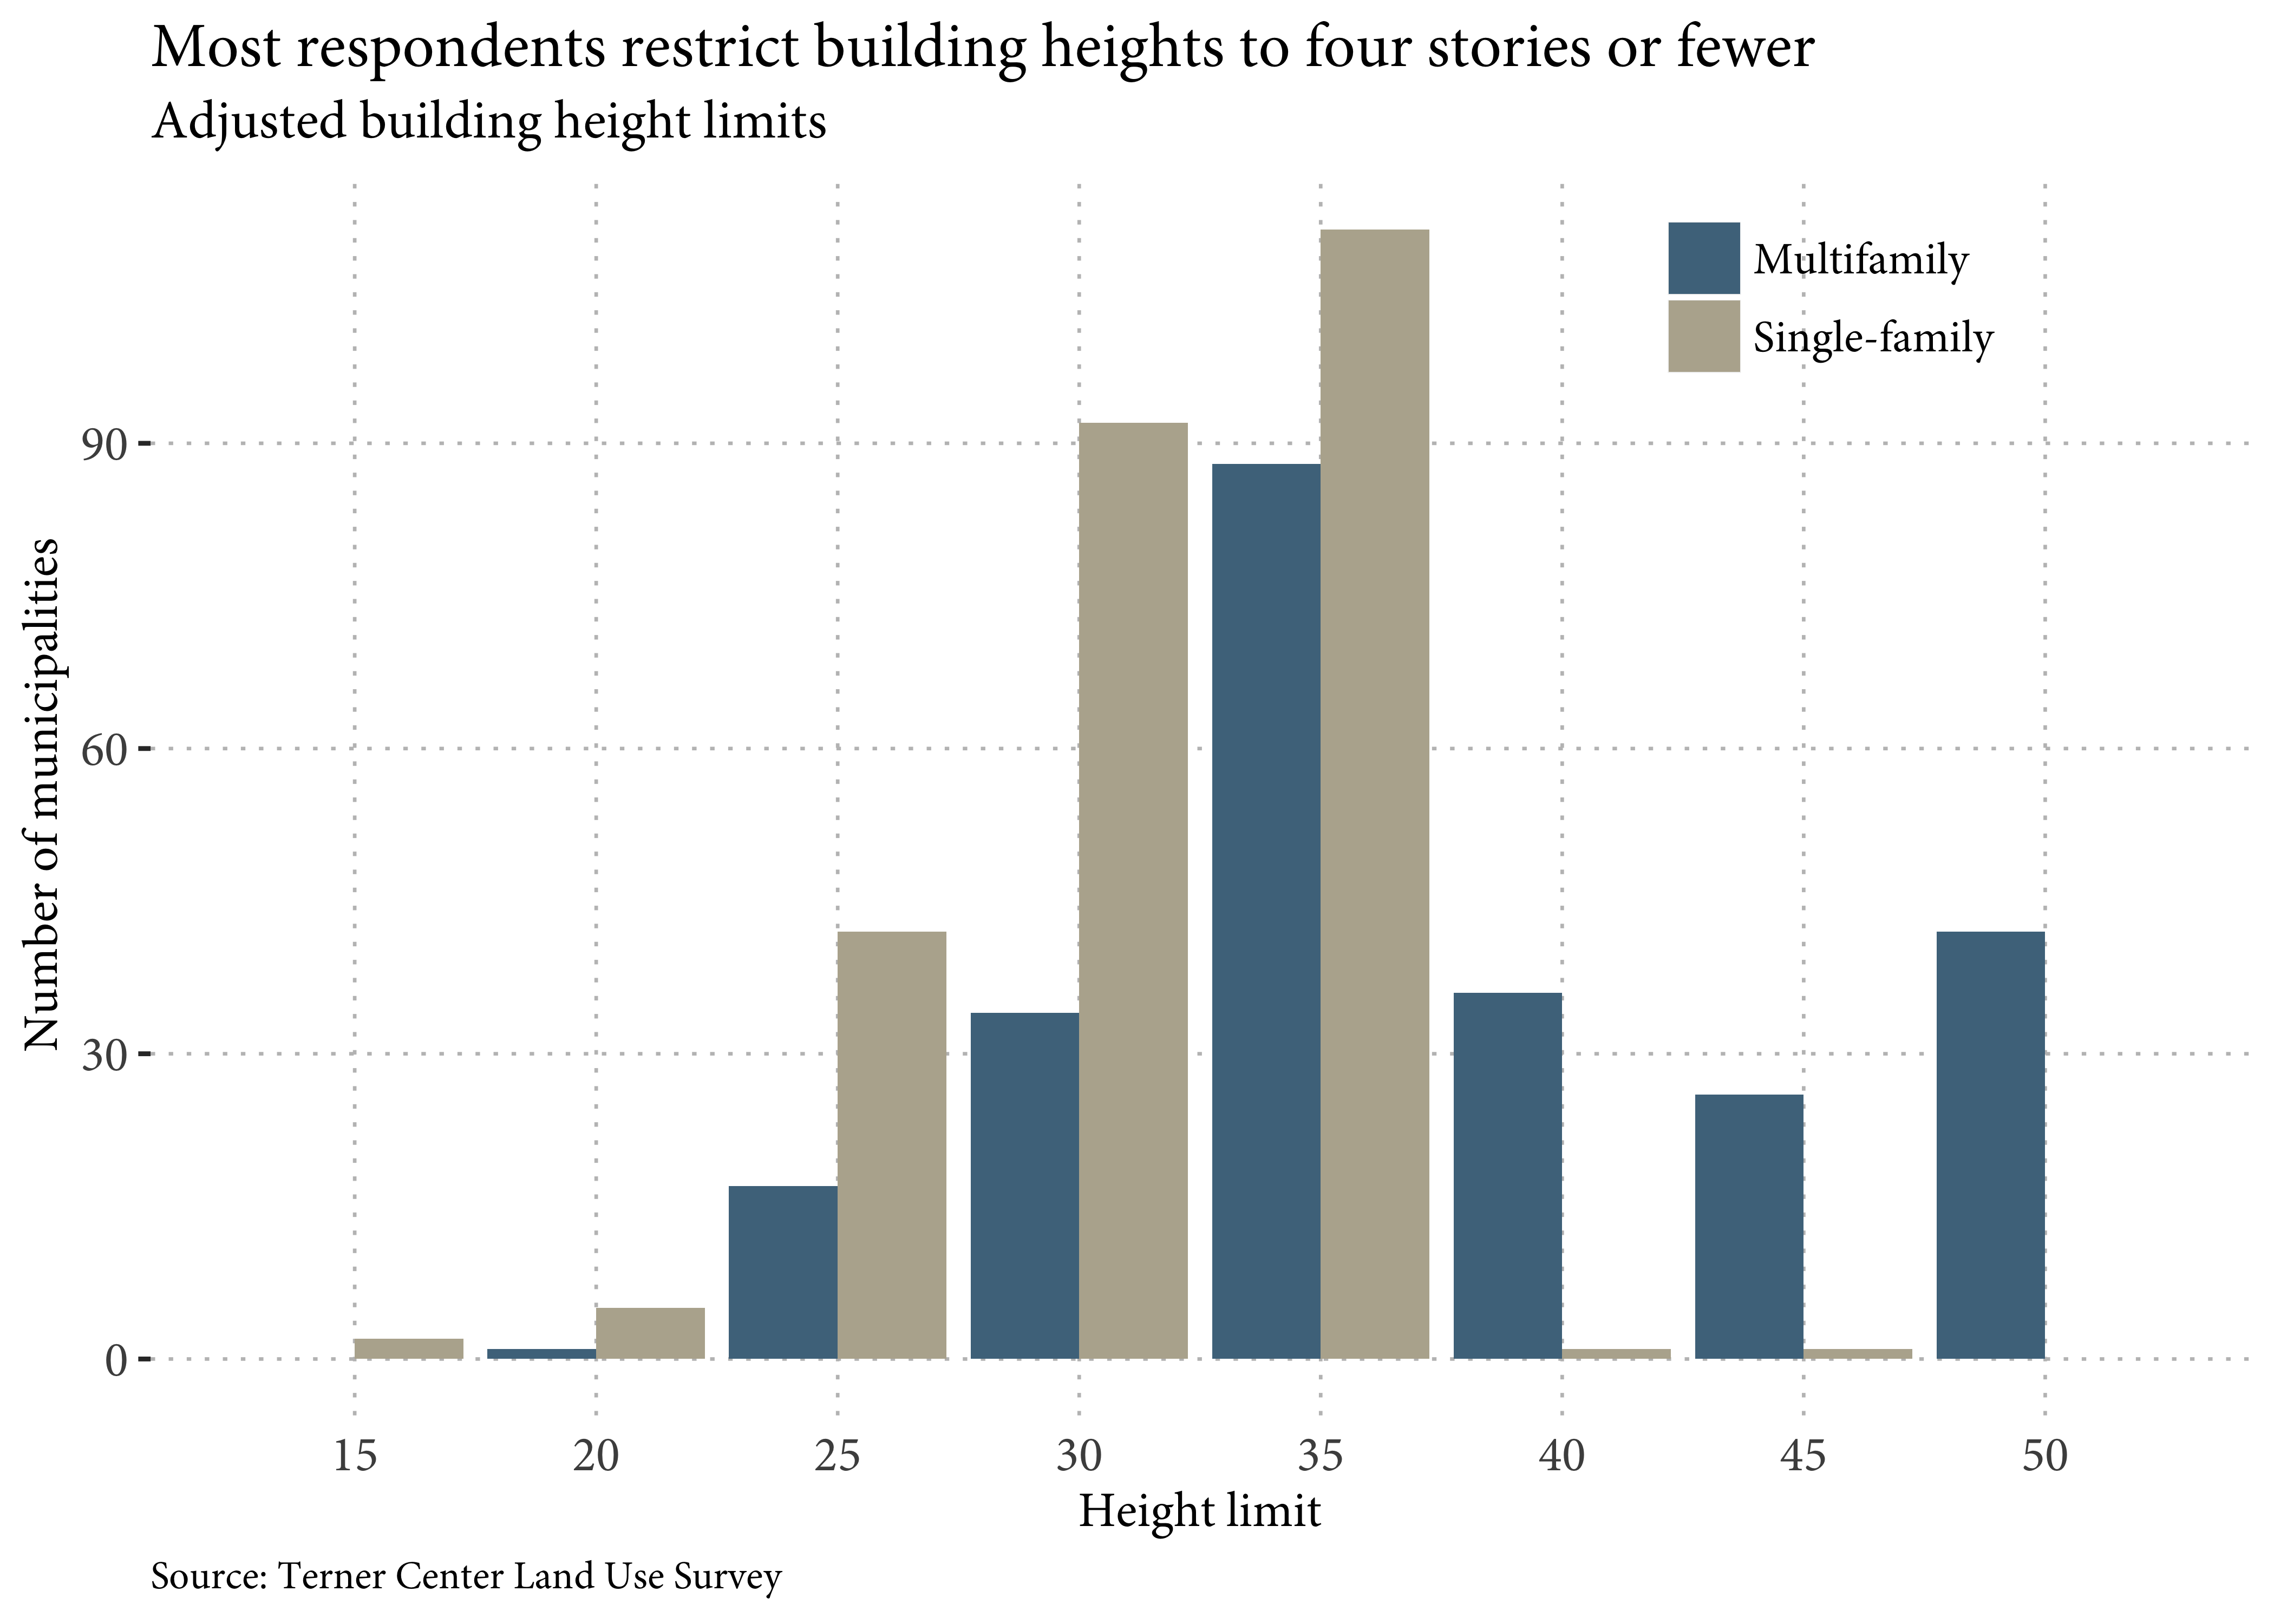 Most respondents restrict building heights to four stories or fewer
Adjusted building height limits
Multifamily
Single-family
Number of municipalities
90
60
30
0
15 20 25 30 35 40 45 50
Height limit
Source: Terner Center Land Use Survey